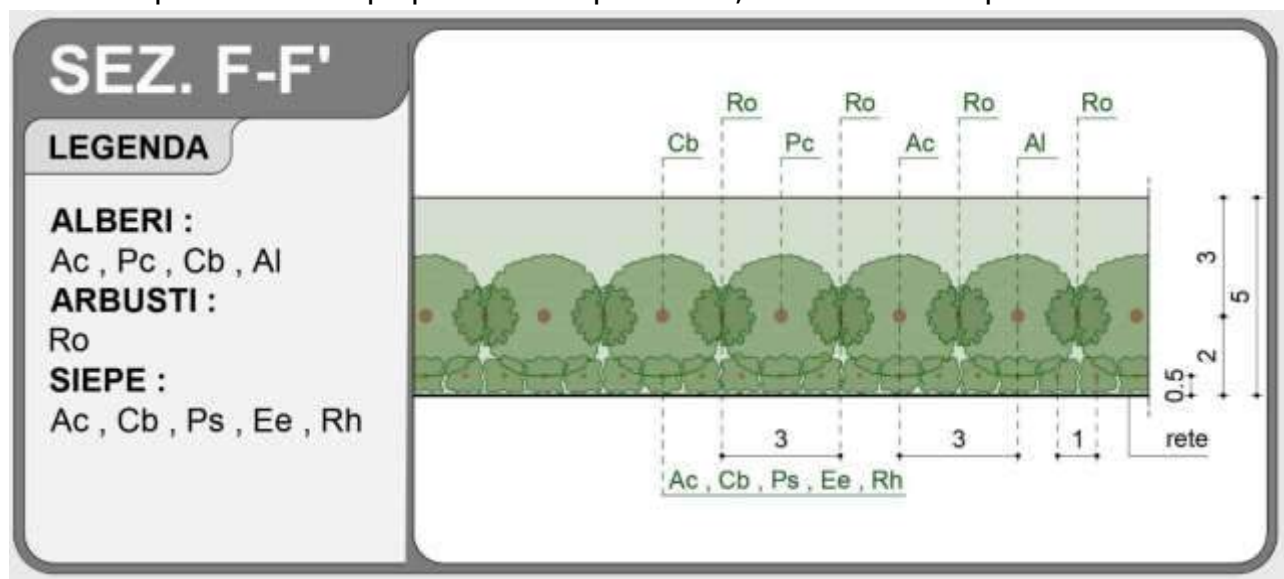 SEZ. F-F'
LEGENDA
ALBERI :
Ac , Pc , Cb , Al
ARBUSTI :
Ro
SIEPE :
Ac , Cb , Ps , Ee , Rh
Ro Ro Ro Ro
Cb Pc Ac Al
3
5
2
0.5
3 3 1 rete
Ac , Cb , Ps , Ee , Rh